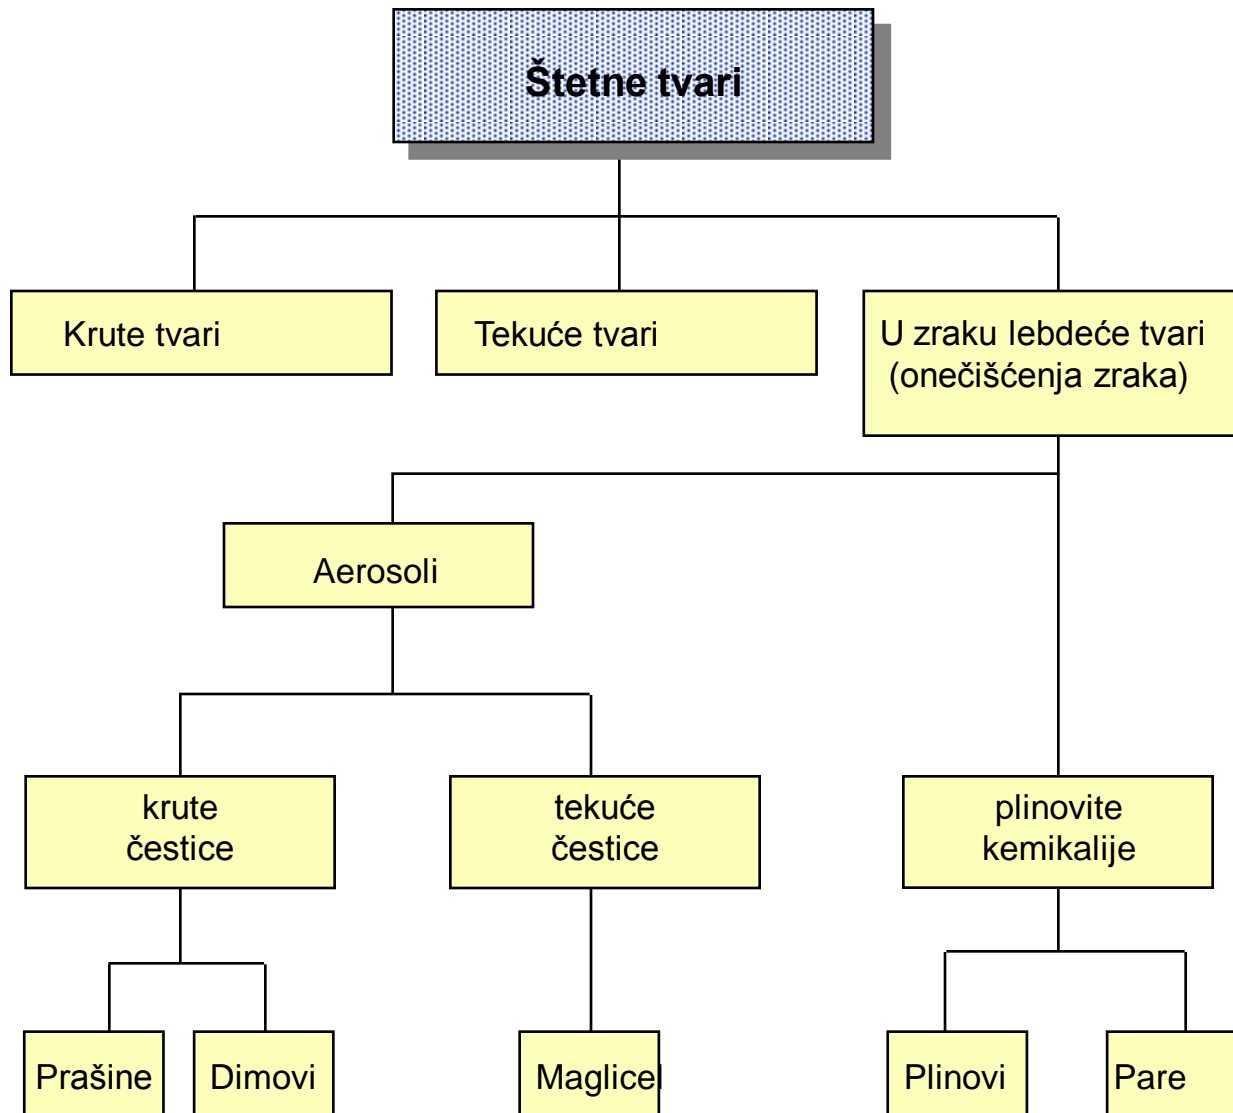 Štetne tvari
Krute tvari
Tekuće tvari
U zraku lebdeće tvari
(onečišćenja zraka)
Aerosoli
krute
čestice
tekuće
čestice
plinovite
kemikalije
Prašine
Dimovi
Maglice
Plinovi
Pare